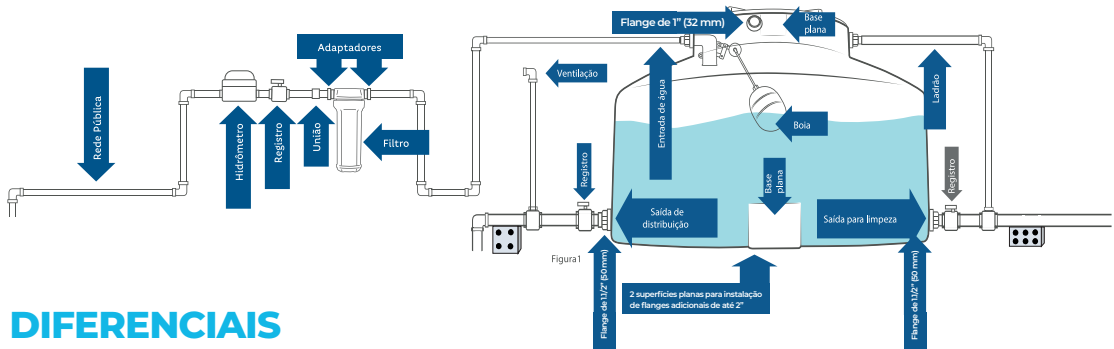 Flange de 1” (32 mm)
Base
plana
Adaptadores
Ventilação
Rede Pública
Hidrômetro
Registro
União
Filtro
Entrada de água
Boia
Ladrão
Registro
Base
plana
Registro
Saída de
distribuição
Saída para limpeza
Figura1
Flange de 1.1/2” (50 mm)
2 superfícies planas para instalação
de flanges adicionais de até 2”
Flange de 1.1/2” (50 mm)
DIFERENCIAIS